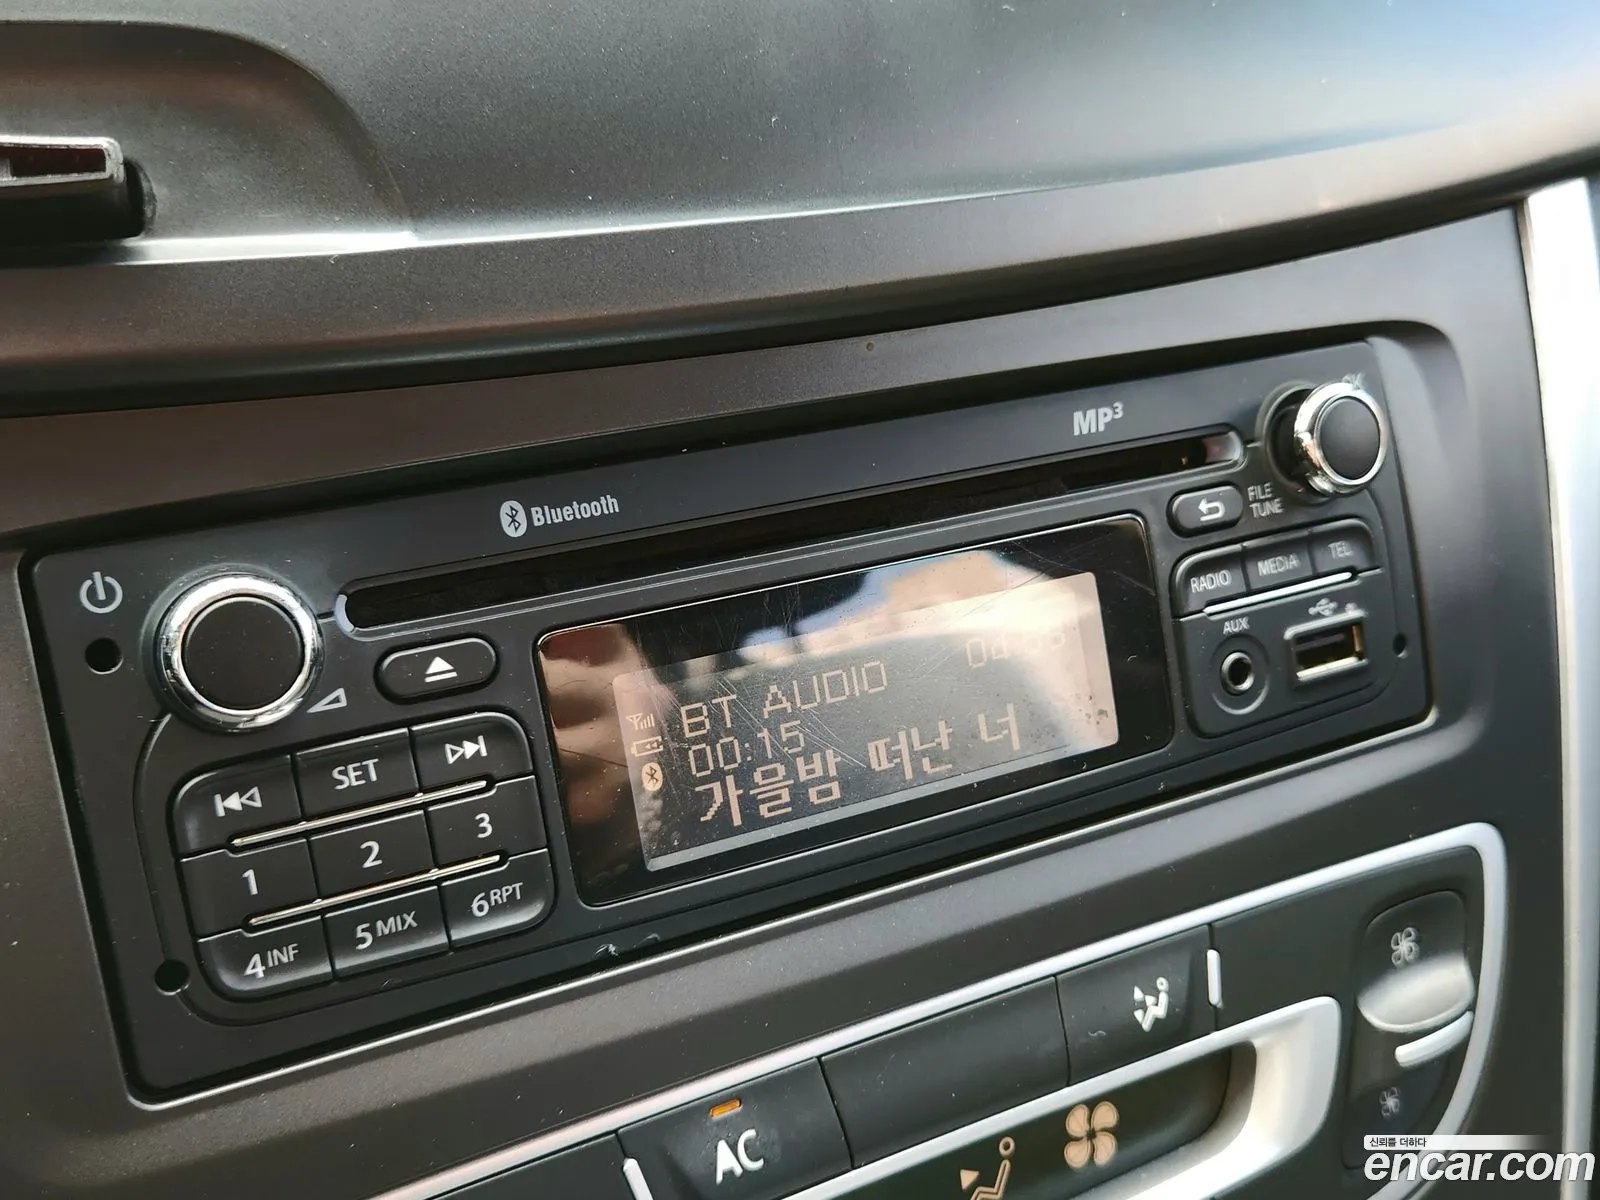 MP3
Bluetooth
FILE
TUNE
RADIO
MEDIA
TEL
AUX
BT AUDIO
00:15
가을밤 떠난 너
SET
1
2
3
4INF
5MIX
6RPT
AC
신뢰를 더하다
encar.com